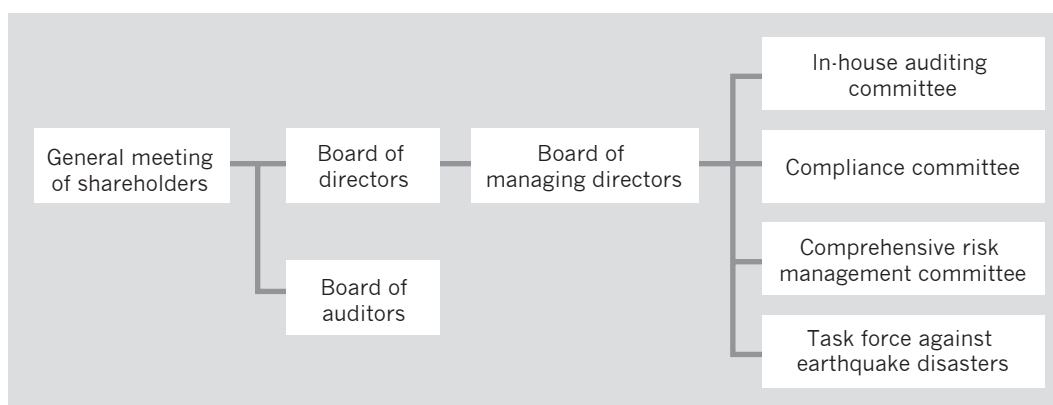 General meeting
of shareholders
Board of
directors
Board of
auditors
Board of
managing directors
In-house auditing
committee
Compliance committee
Comprehensive risk
management committee
Task force against
earthquake disasters